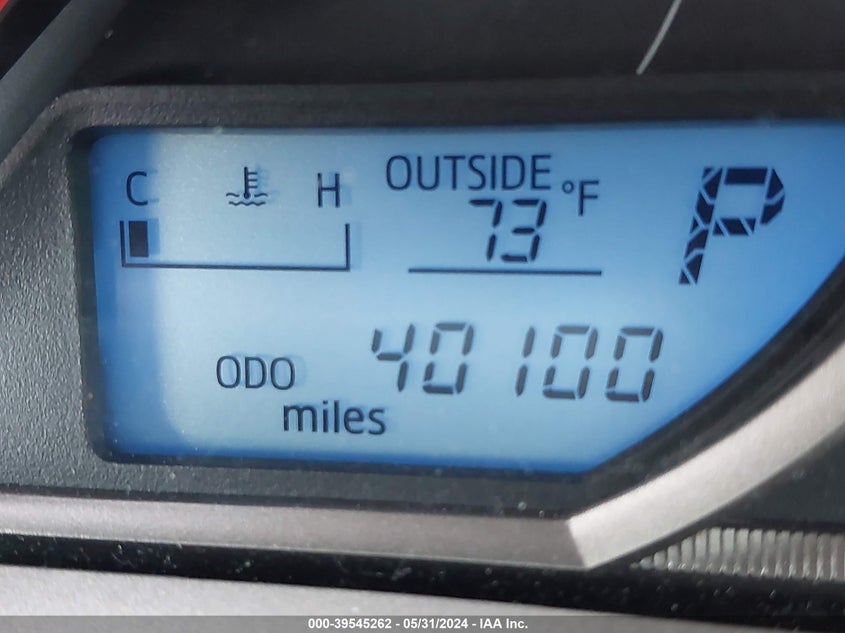 C H OUTSIDE °F P
73
ODO 40100
miles
000-39545262 - 05/31/2024 - IAA Inc.